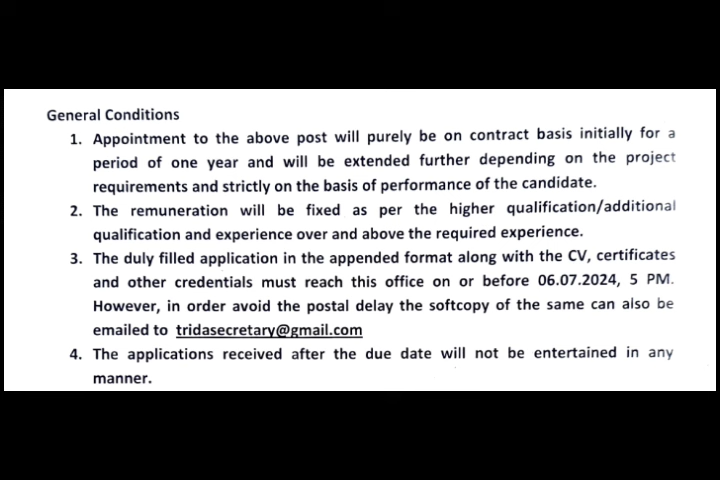 General Conditions
1. Appointment to the above post will purely be on contract basis initially for a
period of one year and will be extended further depending on the project
requirements and strictly on the basis of performance of the candidate.
2. The remuneration will be fixed as per the higher qualification/additional
qualification and experience over and above the required experience.
3. The duly filled application in the appended format along with the CV, certificates
and other credentials must reach this office on or before 06.07.2024, 5 PM.
However, in order avoid the postal delay the softcopy of the same can also be
emailed to tridasecretary@gmail.com
4. The applications received after the due date will not be entertained in any
manner.